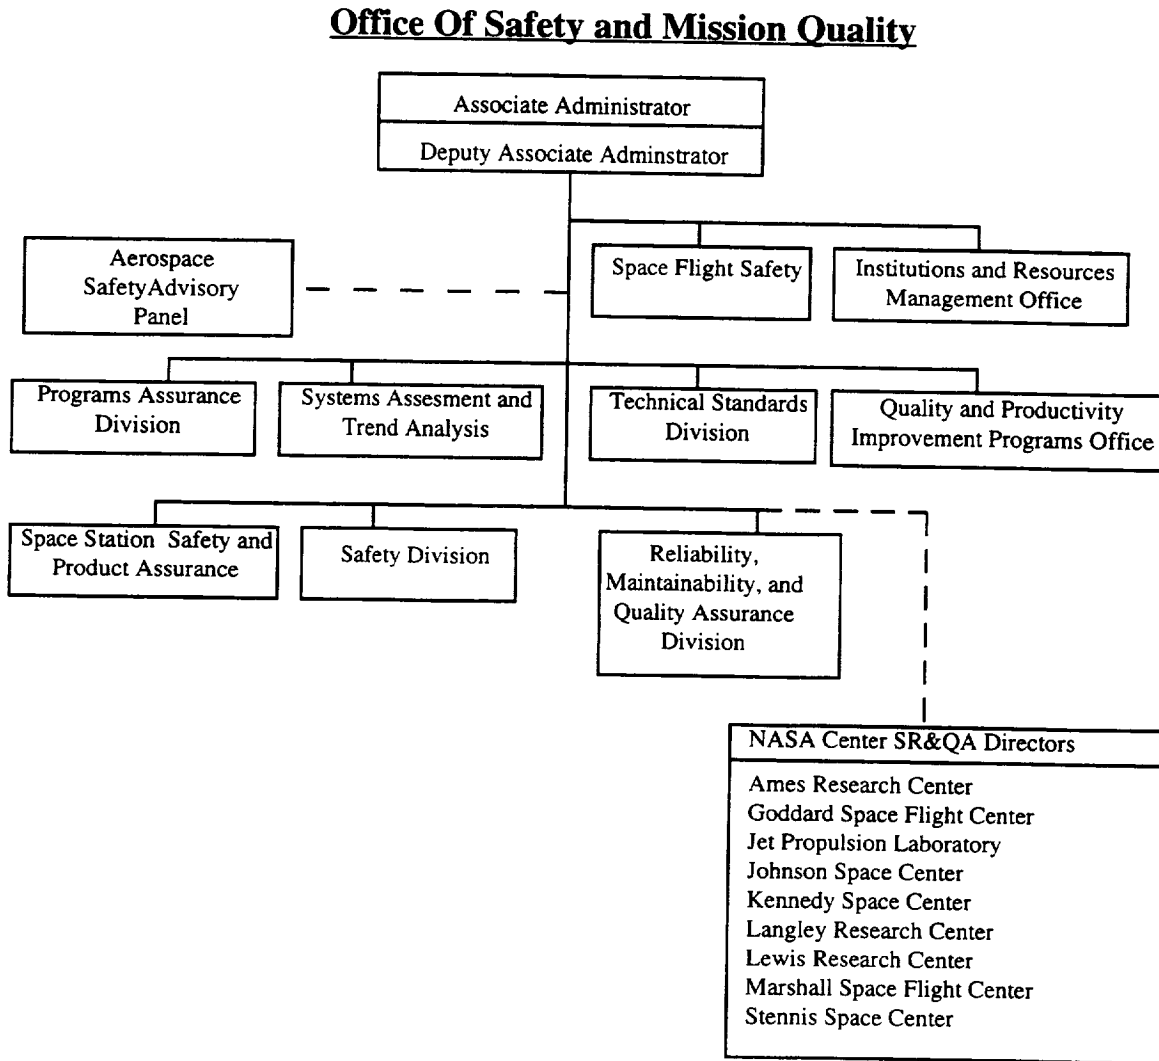 Office Of Safety and Mission Quality
Associate Administrator
Deputy Associate Adminstrator
Aerospace
SafetyAdvisory
Panel
Space Flight Safety
Institutions and Resources
Management Office
Programs Assurance
Division
Systems Assesment and
Trend Analysis
Technical Standards
Division
Quality and Productivity
Improvement Programs Office
Space Station Safety and
Product Assurance
Safety Division
Reliability,
Maintainability, and
Quality Assurance
Division
NASA Center SR&QA Directors
Ames Research Center
Goddard Space Flight Center
Jet Propulsion Laboratory
Johnson Space Center
Kennedy Space Center
Langley Research Center
Lewis Research Center
Marshall Space Flight Center
Stennis Space Center